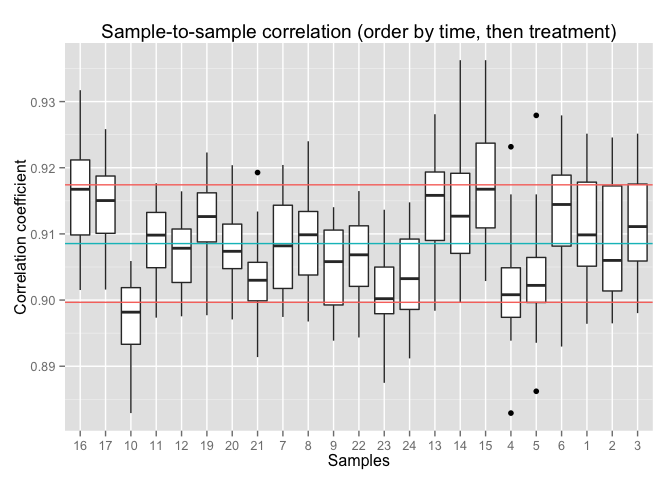 Sample-to-sample correlation (order by time, then treatment)
Correlation coefficient
0.93
0.92
0.91
0.90
0.89
16 17 10 11 12 19 20 21 7 8 9 22 23 24 13 14 15 4 5 6 1 2 3
Samples